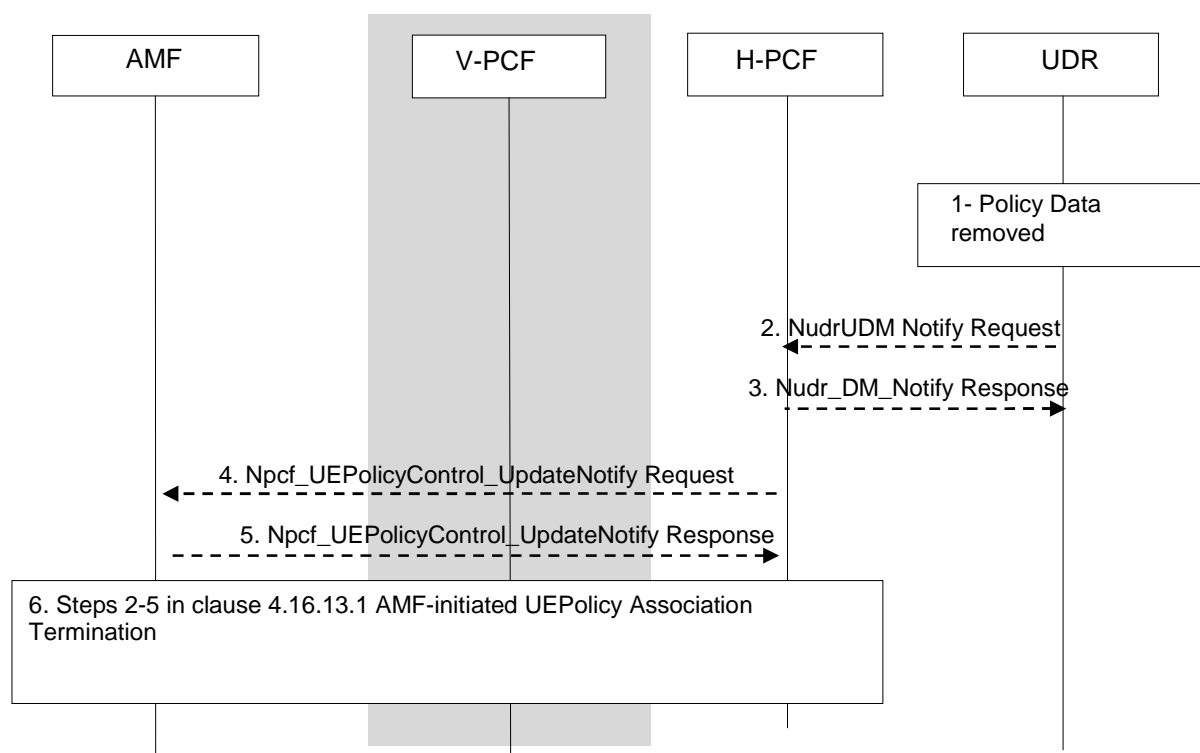 AMF
V-PCF
H-PCF
UDR
1- Policy Data
removed
2. NudrUDM Notify Request
3. Nudr_DM_Notify Response
4. Npcf_UEPolicyControl_UpdateNotify Request
5. Npcf_UEPolicyControl_UpdateNotify Response
6. Steps 2-5 in clause 4.16.13.1 AMF-initiated UEPolicy Association
Termination